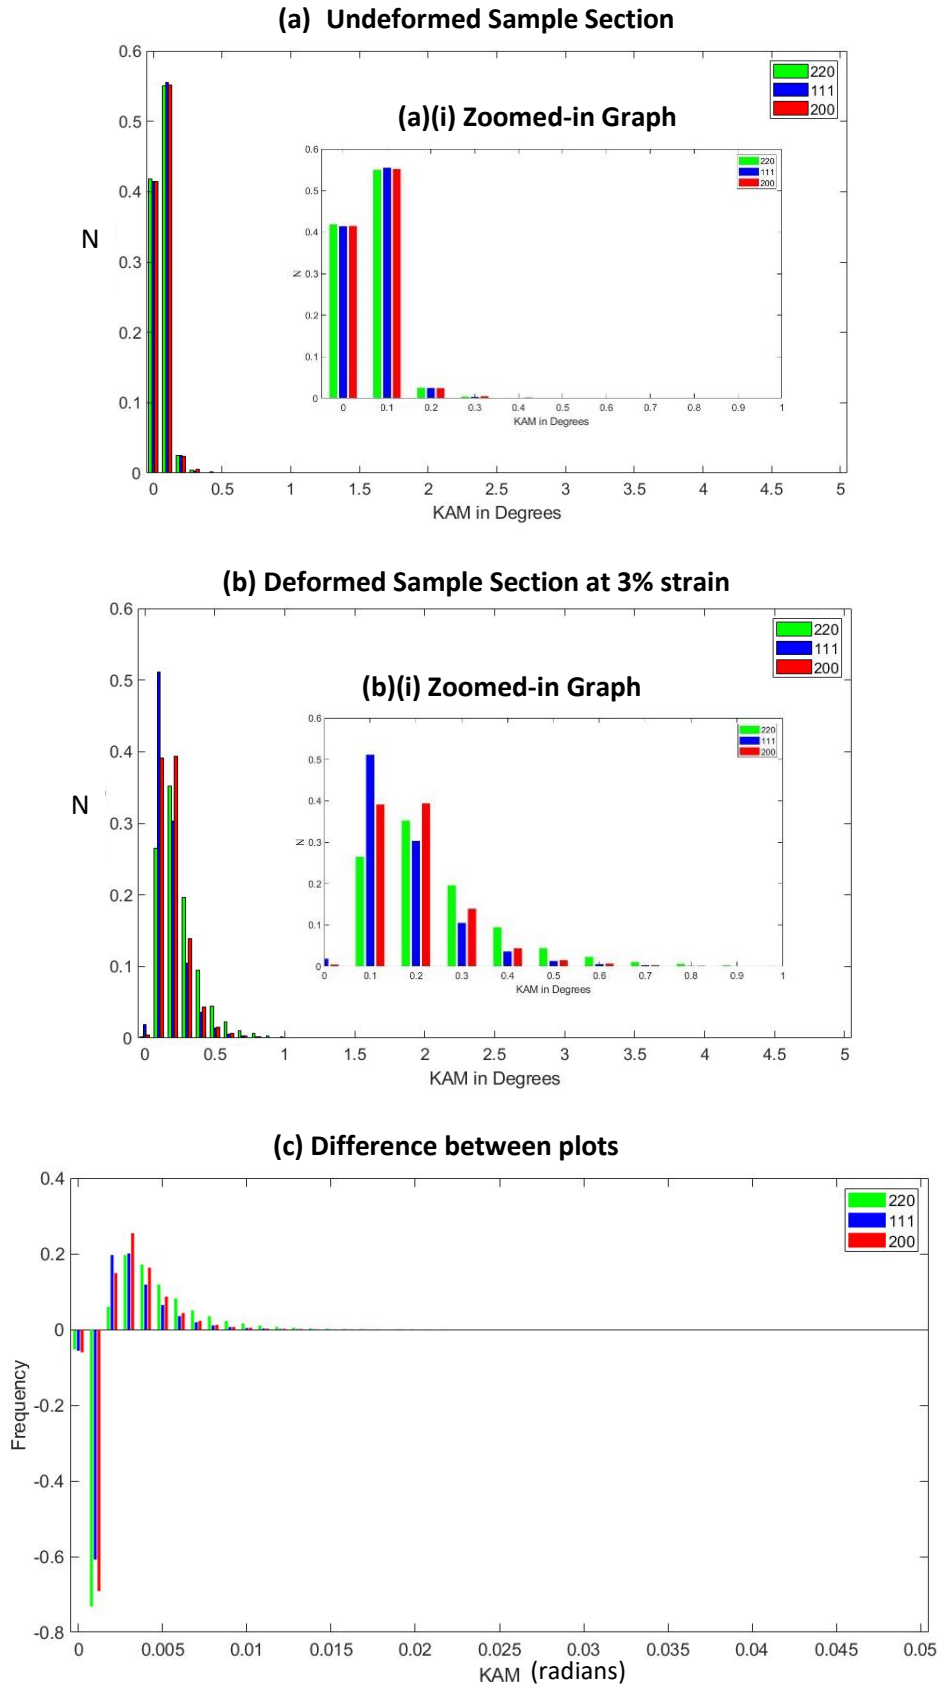 (a) Undeformed Sample Section
0.6
0.5
0.4
0.3
0.2
0.1
0
N
220
111
200
(a)(i) Zoomed-in Graph
0.6
0.5
0.4
0.3
0.2
0.1
0
N
220
111
200
0 0.1 0.2 0.3 0.4 0.5 0.6 0.7 0.8 0.9 1
KAM in Degrees
0 0.5 1 1.5 2 2.5 3 3.5 4 4.5 5
KAM in Degrees
(b) Deformed Sample Section at 3% strain
0.6
0.5
0.4
0.3
0.2
0.1
0
N
220
111
200
(b)(i) Zoomed-in Graph
0.6
0.5
0.4
0.3
0.2
0.1
0
N
220
111
200
0 0.1 0.2 0.3 0.4 0.5 0.6 0.7 0.8 0.9 1
KAM in Degrees
0 0.5 1 1.5 2 2.5 3 3.5 4 4.5 5
KAM in Degrees
(c) Difference between plots
0.4
0.2
0
-0.2
-0.4
-0.6
-0.8
Frequency
220
111
200
0 0.005 0.01 0.015 0.02 0.025 0.03 0.035 0.04 0.045 0.05
KAM (radians)